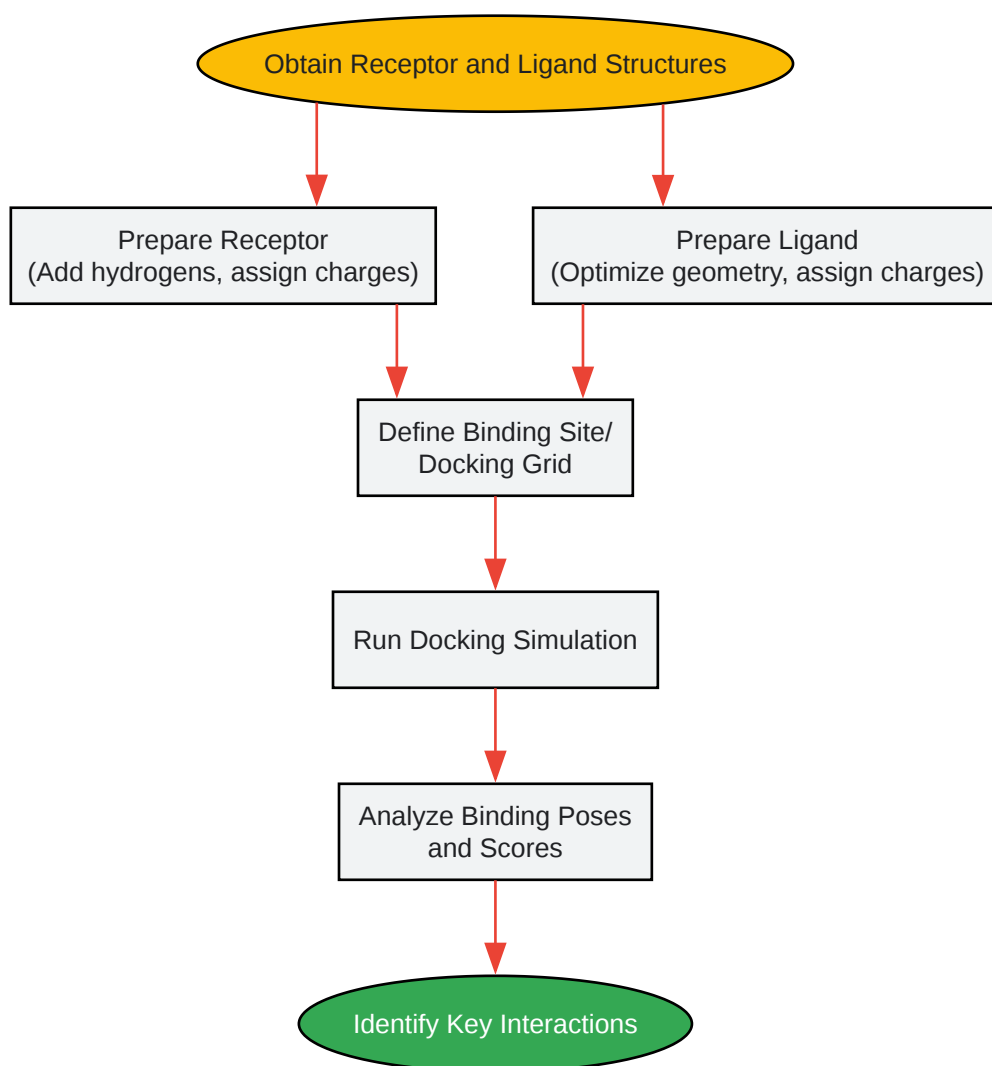 Obtain Receptor and Ligand Structures
Prepare Receptor
(Add hydrogens, assign charges)
Prepare Ligand
(Optimize geometry, assign charges)
Define Binding Site/
Docking Grid
Run Docking Simulation
Analyze Binding Poses
and Scores
Identify Key Interactions